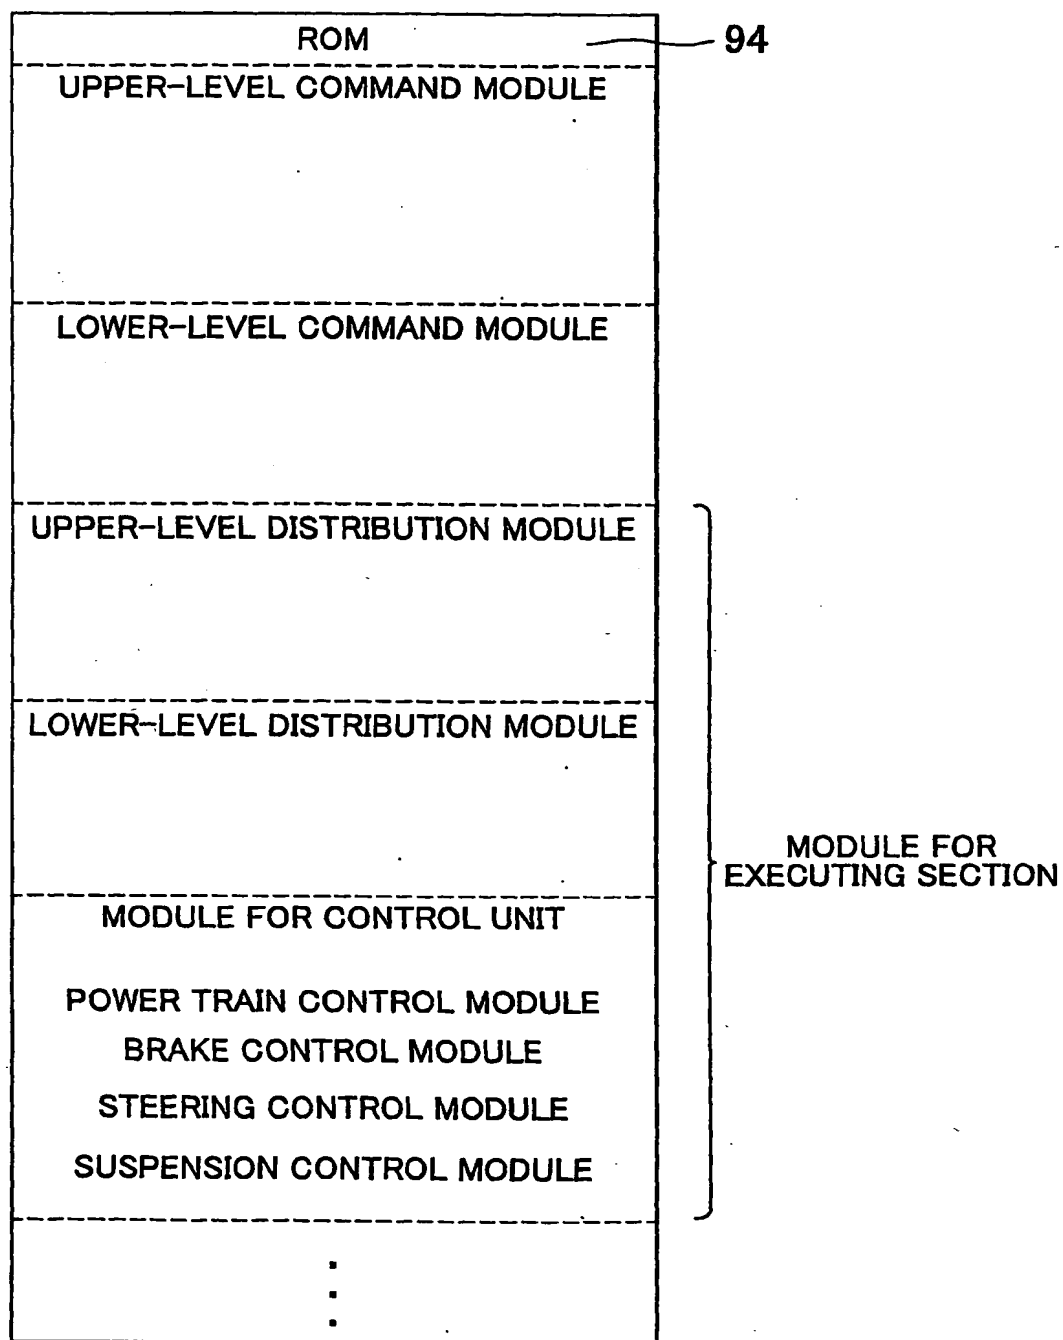 ROM
94
UPPER-LEVEL COMMAND MODULE
LOWER-LEVEL COMMAND MODULE
UPPER-LEVEL DISTRIBUTION MODULE
LOWER-LEVEL DISTRIBUTION MODULE
MODULE FOR
EXECUTING SECTION
MODULE FOR CONTROL UNIT
POWER TRAIN CONTROL MODULE
BRAKE CONTROL MODULE
STEERING CONTROL MODULE
SUSPENSION CONTROL MODULE